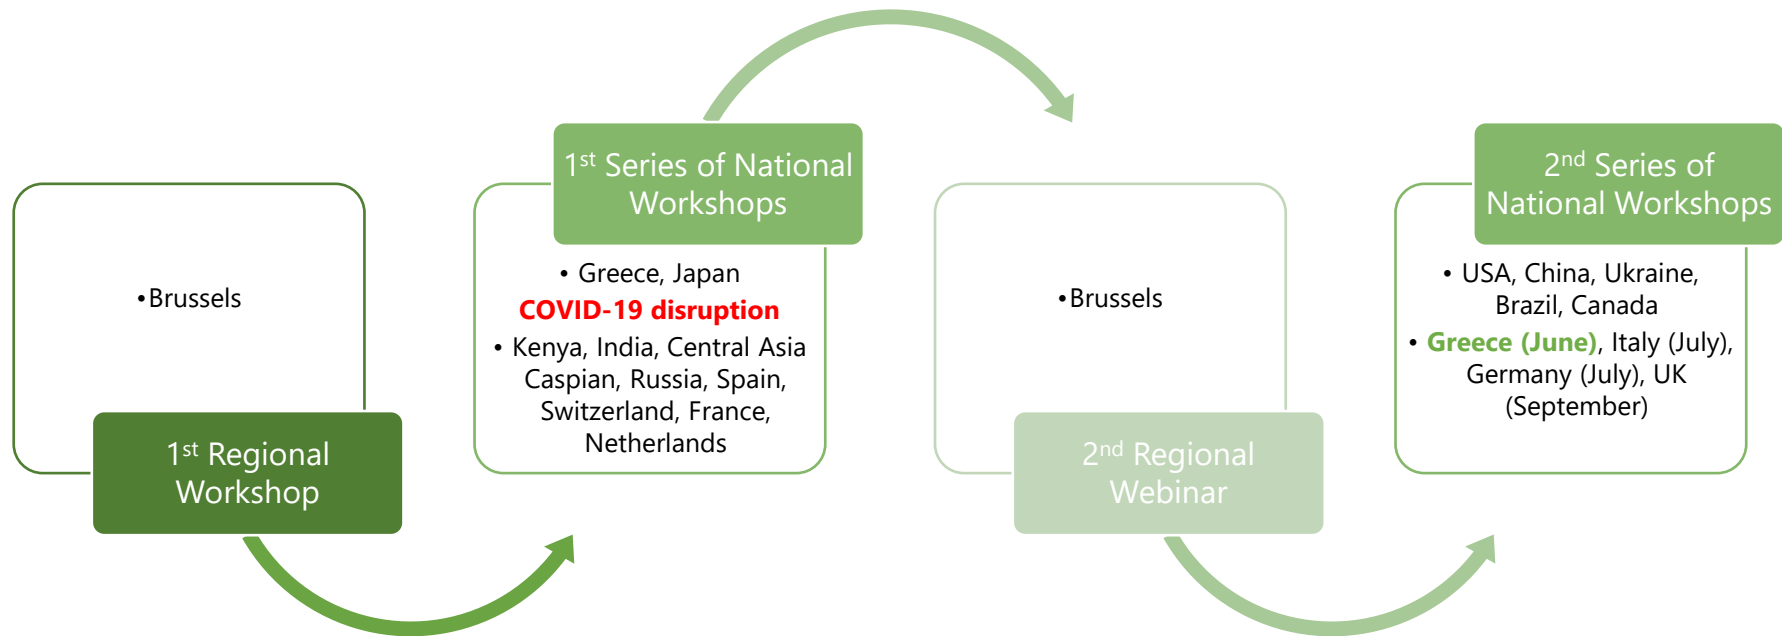 •Brussels
1st Regional
Workshop
1st Series of National
Workshops
• Greece, Japan
COVID-19 disruption
• Kenya, India, Central Asia
Caspian, Russia, Spain,
Switzerland, France,
Netherlands
•Brussels
2nd Regional
Webinar
2nd Series of
National Workshops
• USA, China, Ukraine,
Brazil, Canada
• Greece (June), Italy (July),
Germany (July), UK
(September)